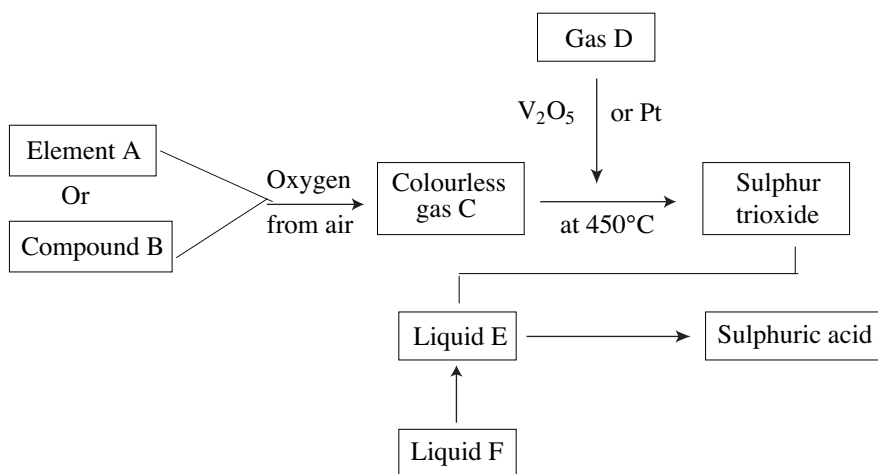 Gas D
V₂O₅ or Pt
Element A
Or
Compound B
Oxygen
from air
Colourless
gas C
at 450°C
Sulphur
trioxide
Liquid E
Sulphuric acid
Liquid F